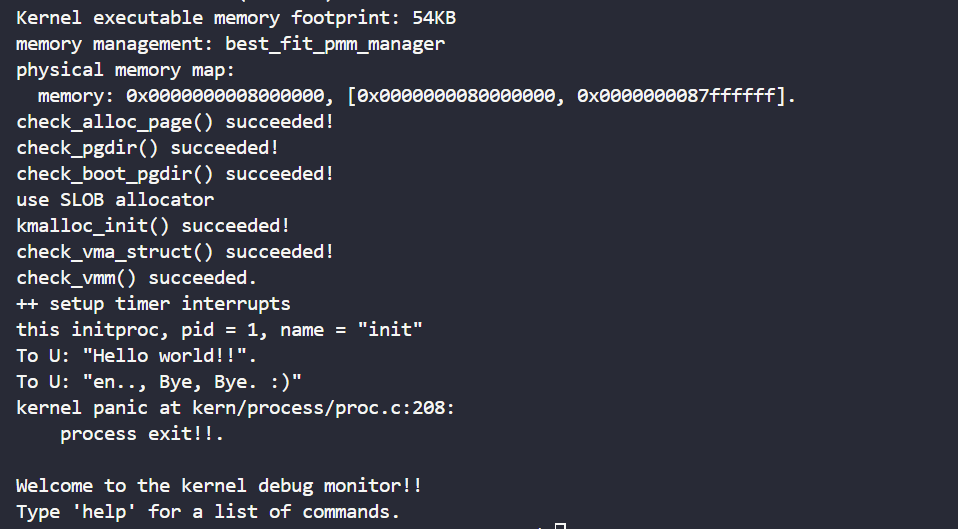 Kernel executable memory footprint: 54KB
memory management: best_fit_pmm_manager
physical memory map:
  memory: 0x0000000008000000, [0x0000000080000000, 0x0000000087ffffff].
check_alloc_page() succeeded!
check_pgdir() succeeded!
check_boot_pgdir() succeeded!
use SLOB allocator
kmalloc_init() succeeded!
check_vma_struct() succeeded!
check_vmm() succeeded.
++ setup timer interrupts
this initproc, pid = 1, name = "init"
To U: "Hello world!!".
To U: "en.., Bye, Bye. :)"
kernel panic at kern/process/proc.c:208:
    process exit!!.
Welcome to the kernel debug monitor!!
Type 'help' for a list of commands.